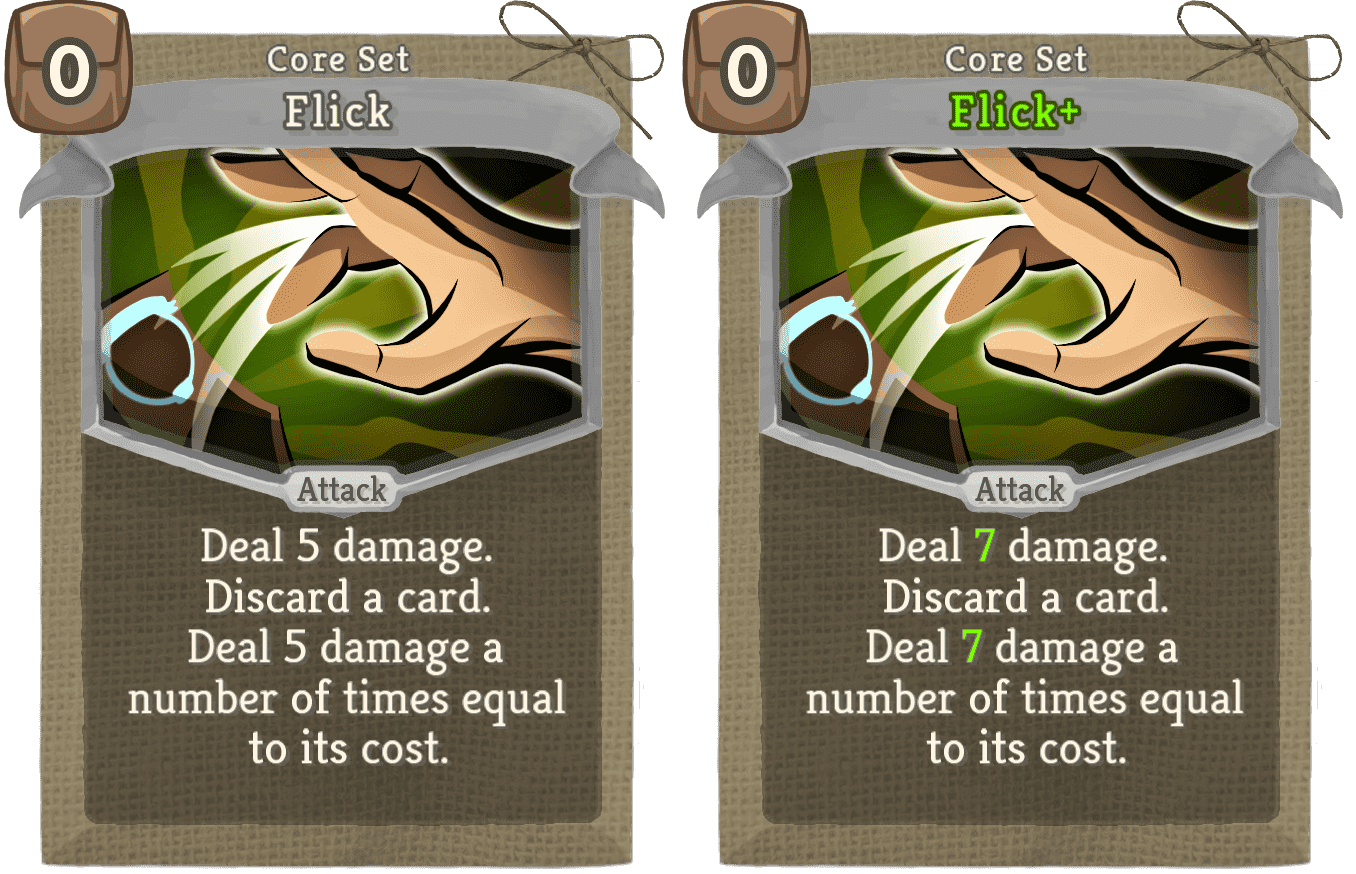 0
Core Set
Flick
Attack
Deal 5 damage.
Discard a card.
Deal 5 damage a
number of times equal
to its cost.
0
Core Set
Flick+
Attack
Deal 7 damage.
Discard a card.
Deal 7 damage a
number of times equal
to its cost.